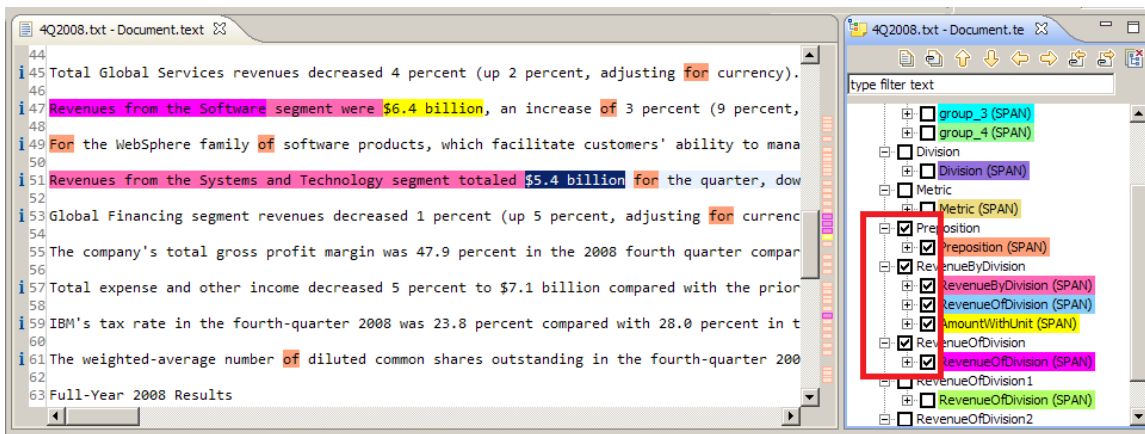 4Q2008.txt - Document.text
44
45 Total Global Services revenues decreased 4 percent (up 2 percent, adjusting for currency).
46
47 Revenues from the Software segment were $6.4 billion, an increase of 3 percent (9 percent,
48
49 For the WebSphere family of software products, which facilitate customers' ability to mana
50
51 Revenues from the Systems and Technology segment totaled $5.4 billion for the quarter, dow
52
53 Global Financing segment revenues decreased 1 percent (up 5 percent, adjusting for currenc
54
55 The company's total gross profit margin was 47.9 percent in the 2008 fourth quarter compar
56
57 Total expense and other income decreased 5 percent to $7.1 billion compared with the prior
58
59 IBM's tax rate in the fourth-quarter 2008 was 23.8 percent compared with 28.0 percent in t
60
61 The weighted-average number of diluted common shares outstanding in the fourth-quarter 200
62
63 Full-Year 2008 Results
4Q2008.txt - Document.te
type filter text
group_3 (SPAN)
group_4 (SPAN)
Division
Division (SPAN)
Metric
Metric (SPAN)
Preposition
Preposition (SPAN)
RevenueByDivision
RevenueByDivision (SPAN)
RevenueOfDivision (SPAN)
AmountWithUnit (SPAN)
RevenueOfDivision
RevenueOfDivision (SPAN)
RevenueOfDivision1
RevenueOfDivision (SPAN)
RevenueOfDivision2